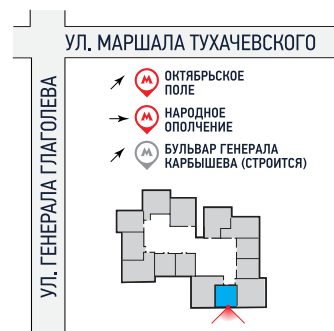 УЛ. МАРШАЛА ТУХАЧЕВСКОГО
УЛ. ГЕНЕРАЛА ГЛАГОЛЕВА
М ОКТЯБРЬСКОЕ
ПОЛЕ
М НАРОДНОЕ
ОПОЛЧЕНИЕ
М БУЛЬВАР ГЕНЕРАЛА
КАРБЫШЕВА (СТРОИТСЯ)